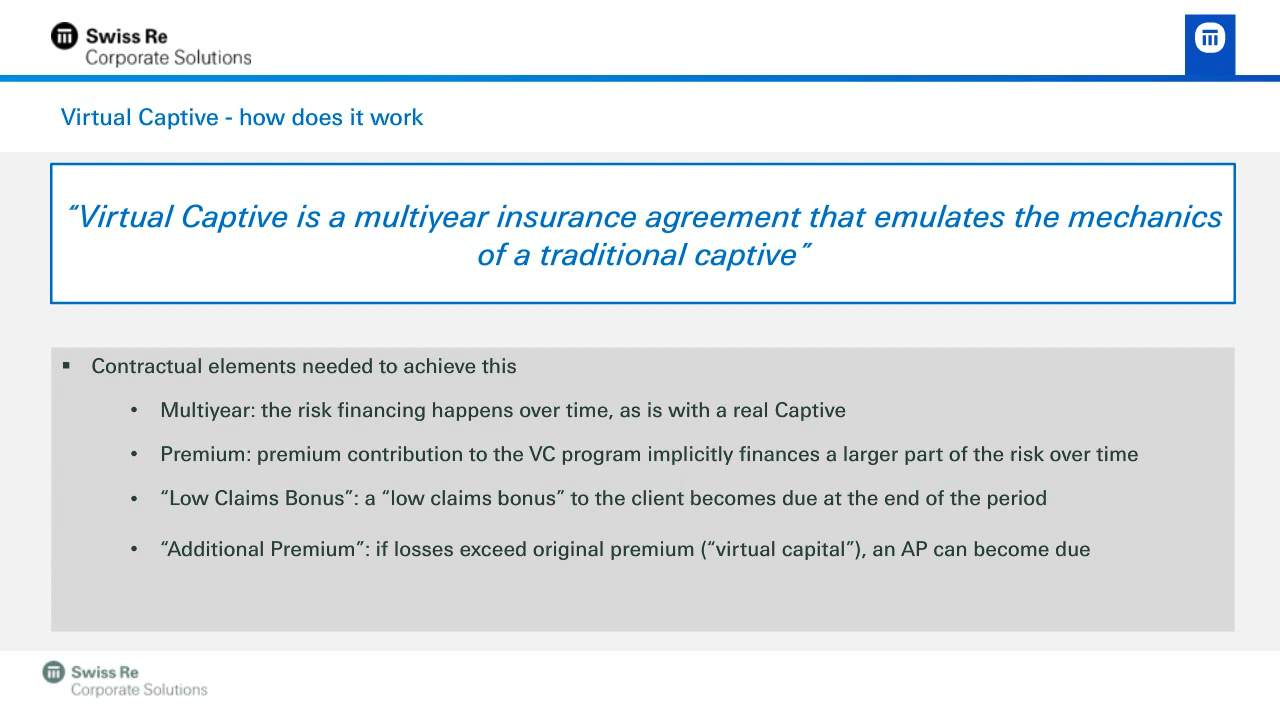 Swiss Re
Corporate Solutions
Virtual Captive - how does it work
“Virtual Captive is a multiyear insurance agreement that emulates the mechanics
of a traditional captive”
▪ Contractual elements needed to achieve this
• Multiyear: the risk financing happens over time, as is with a real Captive
• Premium: premium contribution to the VC program implicitly finances a larger part of the risk over time
• “Low Claims Bonus”: a “low claims bonus” to the client becomes due at the end of the period
• “Additional Premium”: if losses exceed original premium (“virtual capital”), an AP can become due
Swiss Re
Corporate Solutions